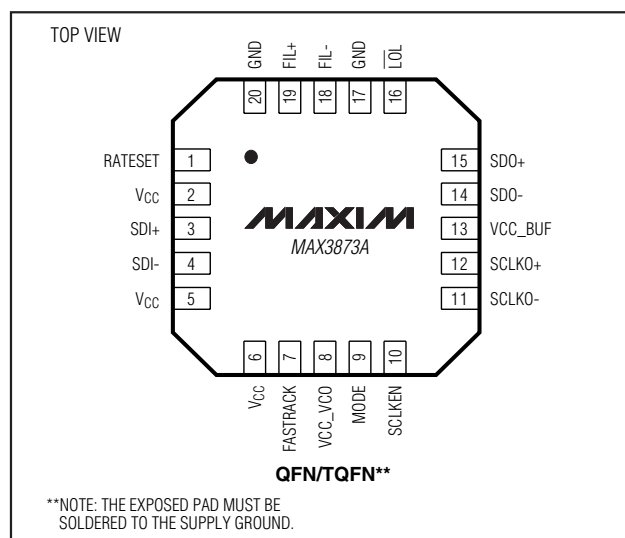 TOP VIEW
GND
FIL+
FIL-
GND
LOL
20
19
18
17
16
RATESET 1
VCC 2
SDI+ 3
SDI- 4
VCC 5
MAXIM
MAX3873A
15 SDO+
14 SDO-
13 VCC_BUF
12 SCLKO+
11 SCLKO-
6
7
8
9
10
VCC
FASTRACK
VCC_VCO
MODE
SCLKEN
QFN/TQFN**
**NOTE: THE EXPOSED PAD MUST BE
SOLDERED TO THE SUPPLY GROUND.